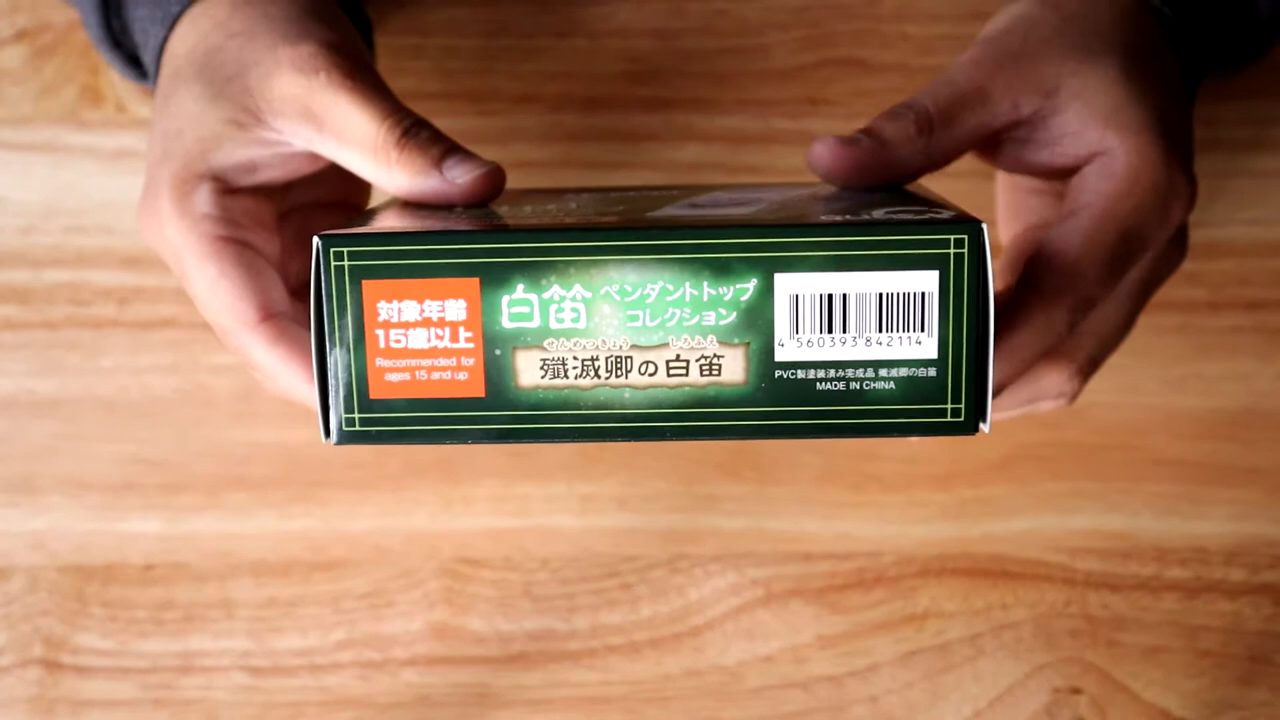 対象年齢
15歳以上
Recommended for
ages 15 and up
白笛 ペンダントトップ
コレクション
せんめつきょう しろふえ
殲滅卿の白笛
4 560393 842114
PVC製塗装済み完成品 殲滅卿の白笛
MADE IN CHINA